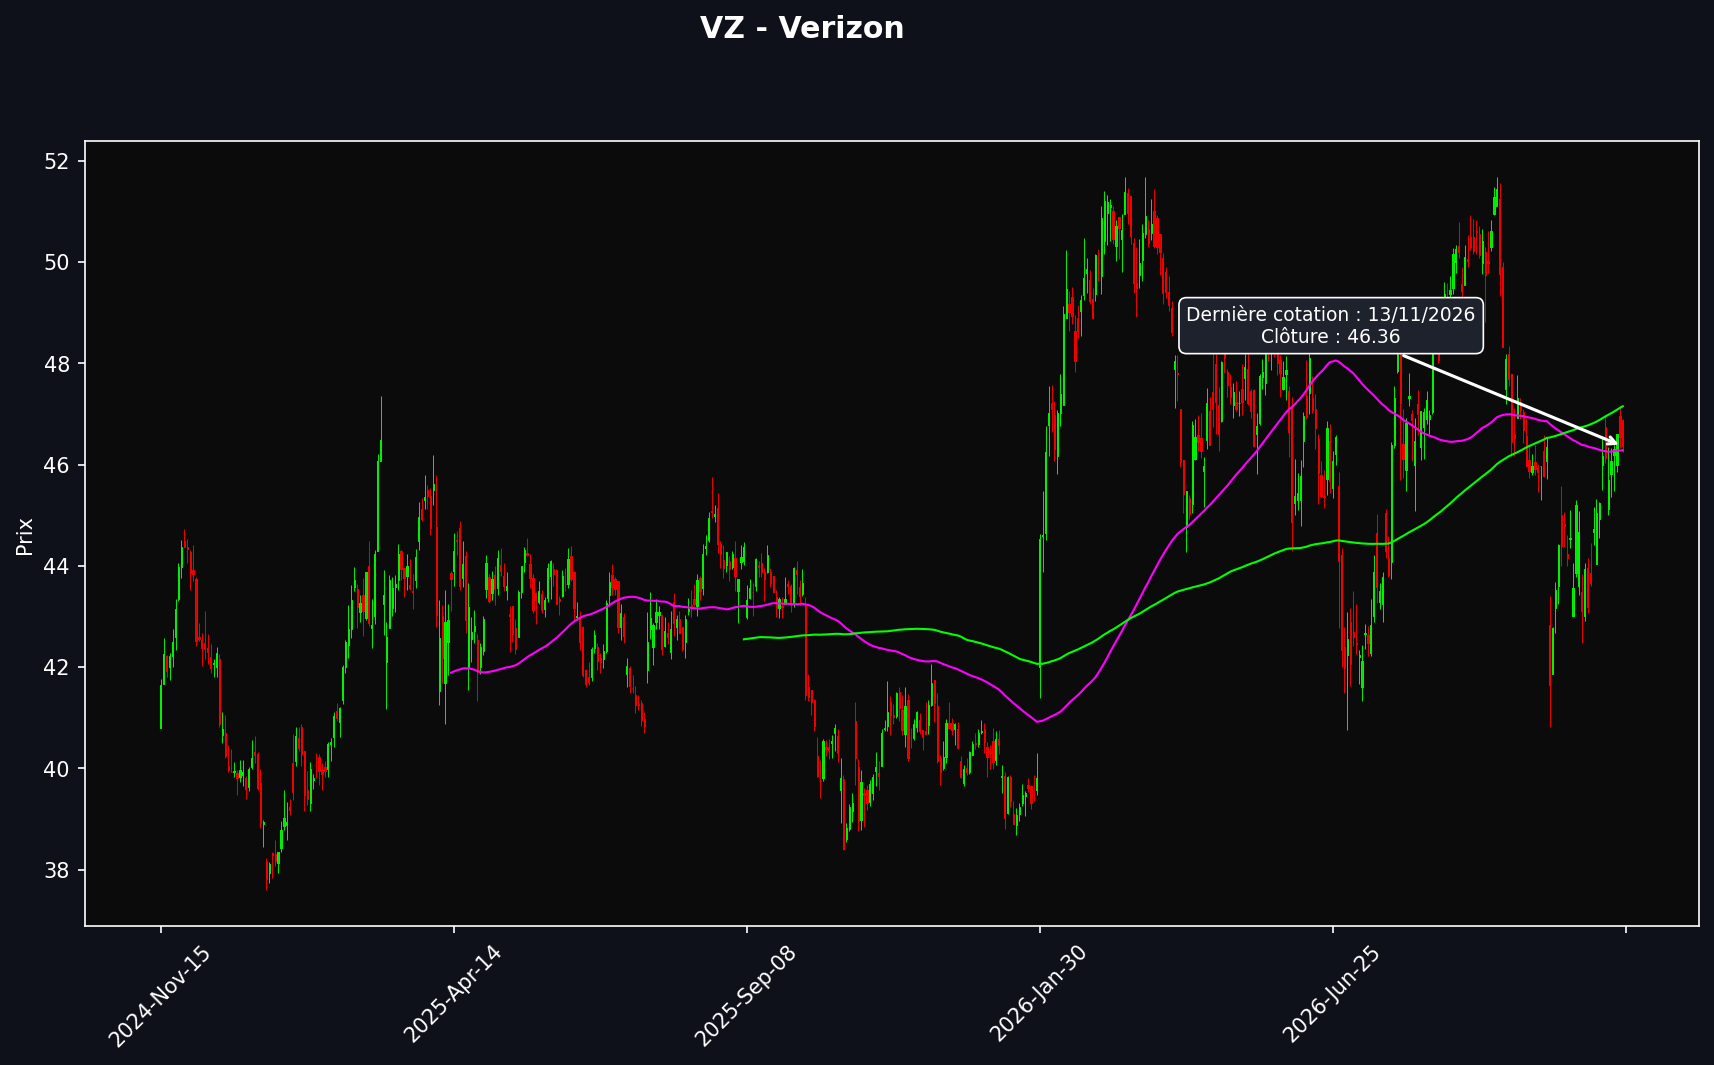 VZ - Verizon
52
50
48
46
44
42
40
38
Prix
Dernière cotation : 13/11/2026
Clôture : 46.36
2024-Nov-15
2025-Apr-14
2025-Sep-08
2026-Jan-30
2026-Jun-25